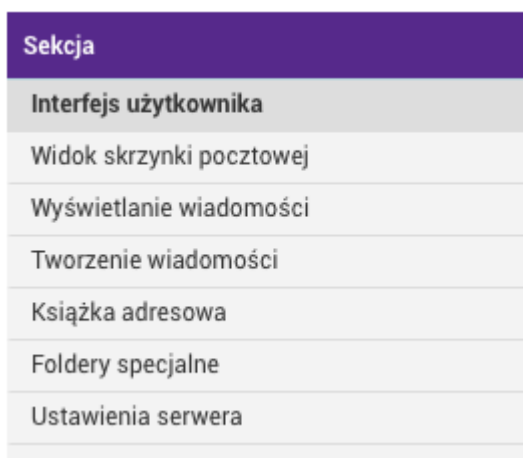 Sekcja
Interfejs użytkownika
Widok skrzynki pocztowej
Wyświetlanie wiadomości
Tworzenie wiadomości
Książka adresowa
Foldery specjalne
Ustawienia serwera